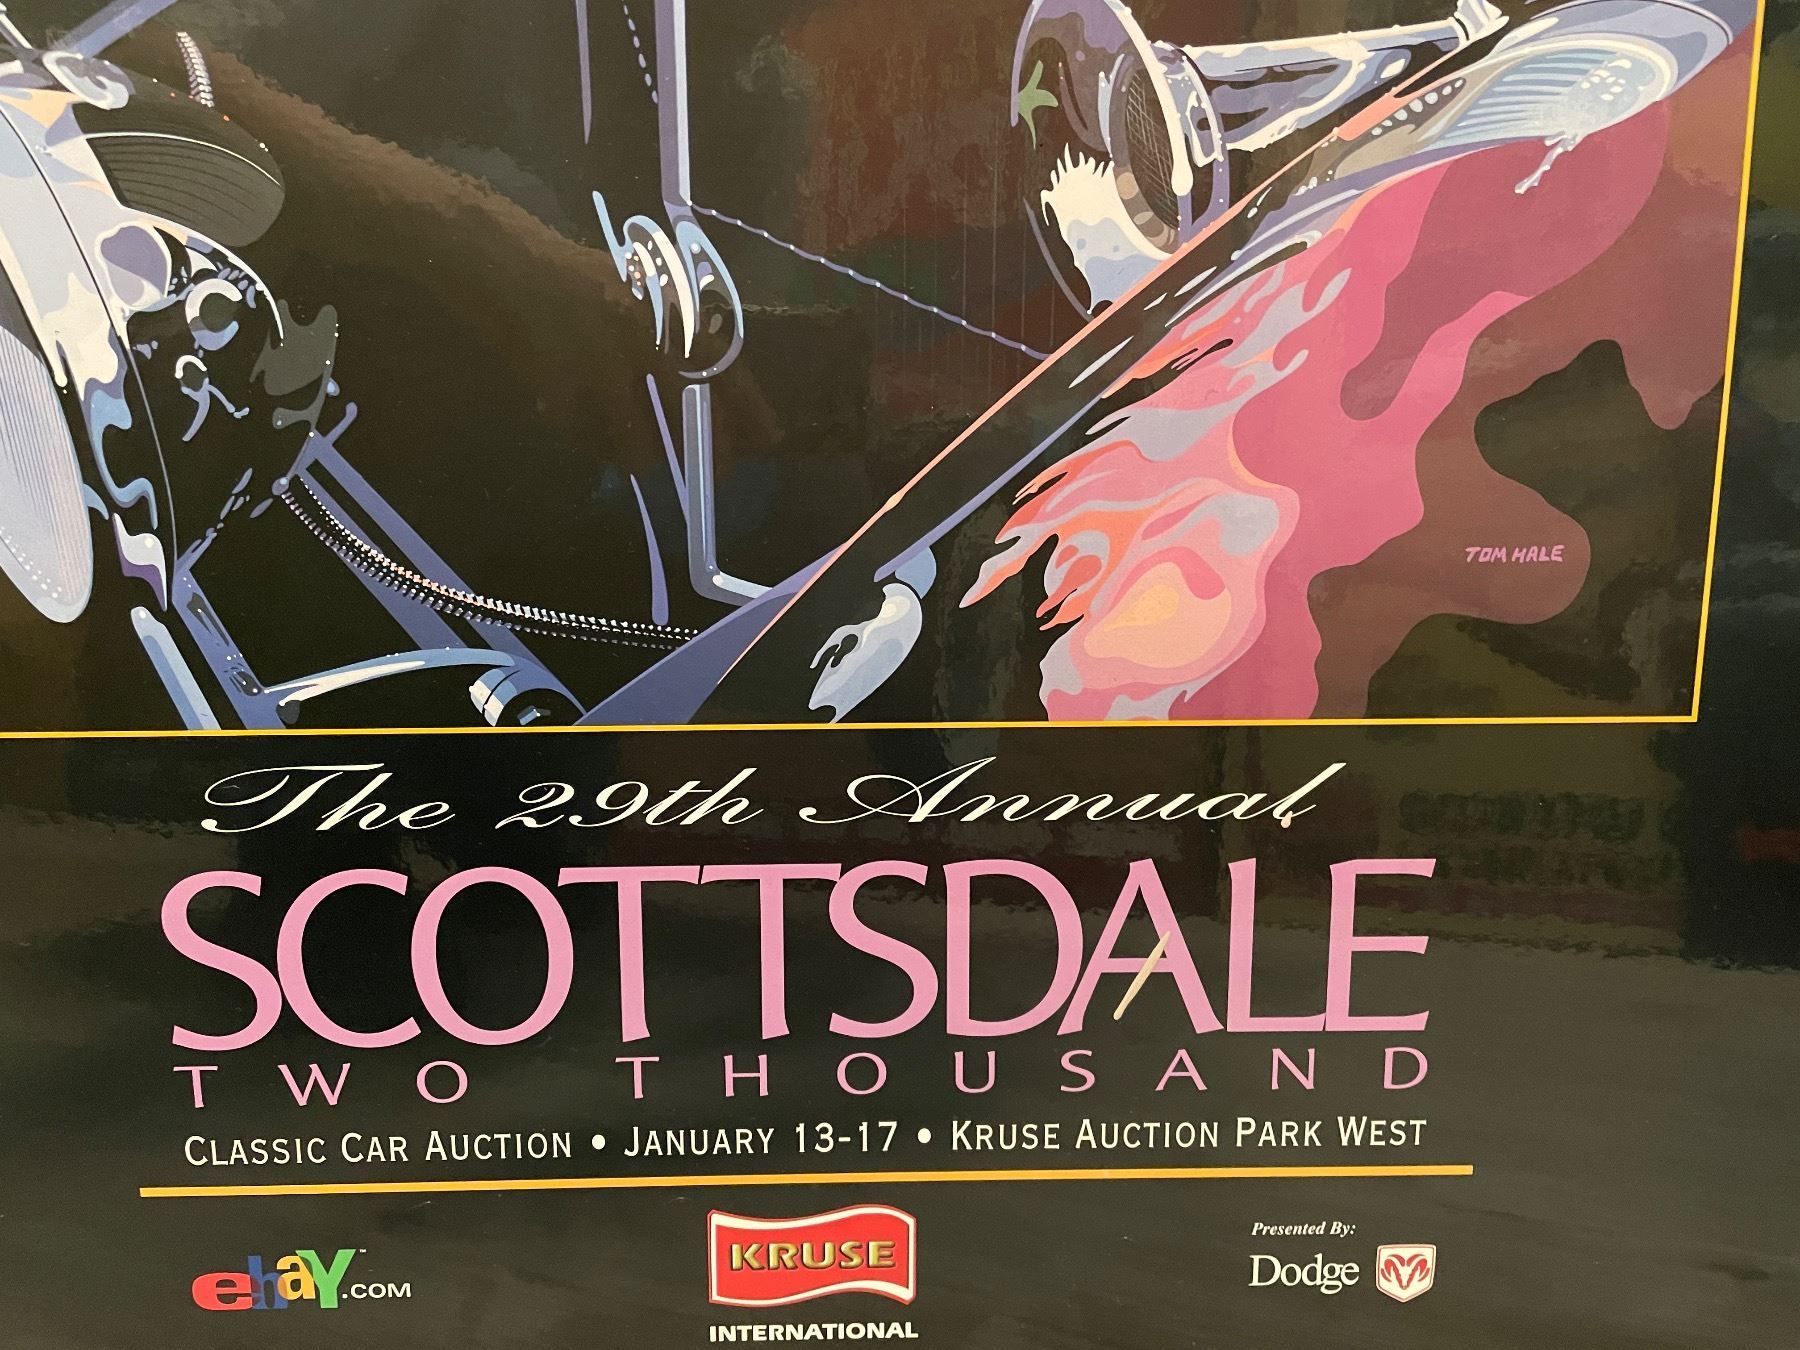 TOM HALE
The 29th Annual
SCOTTSDALE
TWO THOUSAND
CLASSIC CAR AUCTION • JANUARY 13-17 • KRUSE AUCTION PARK WEST
ebaY™.COM
KRUSE
INTERNATIONAL
Presented By:
Dodge